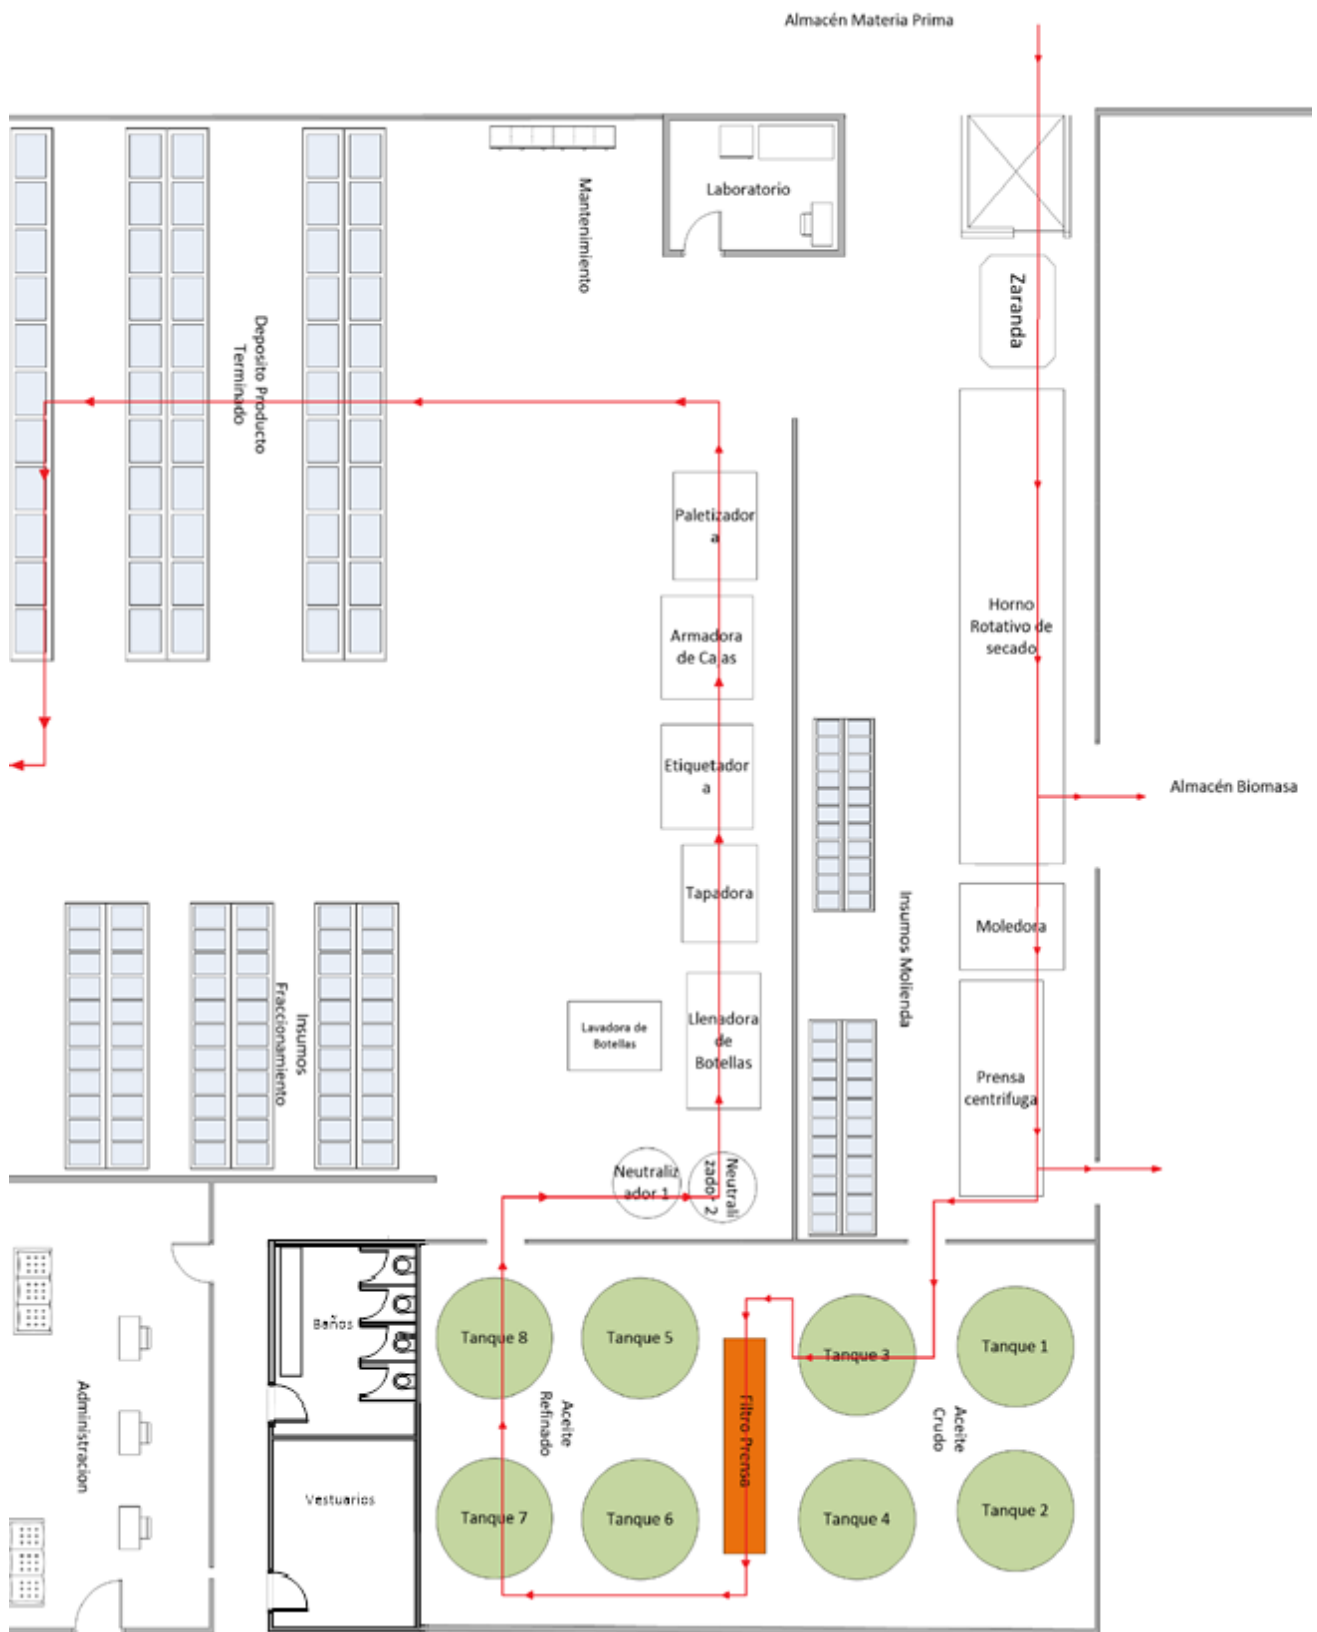 Almacén Materia Prima
Laboratorio
Mantenimiento
Zaranda
Deposito Producto
Terminado
Paletizador
a
Horno
Rotativo de
secado
Armadora
de Cajas
Etiquetador
a
Almacén Biomasa
Tapadora
Insumos Molienda
Moledora
Insumos
Fraccionamiento
Lavadora de
Botellas
Llenadora
de
Botellas
Prensa
centrifuga
Neutraliz
ador 1
Neutrali
zador 2
Baños
Tanque 8
Tanque 5
Tanque 3
Tanque 1
Administracion
Aceite
Refinado
Filtro Prensa
Aceite
Crudo
Vestuarios
Tanque 7
Tanque 6
Tanque 4
Tanque 2